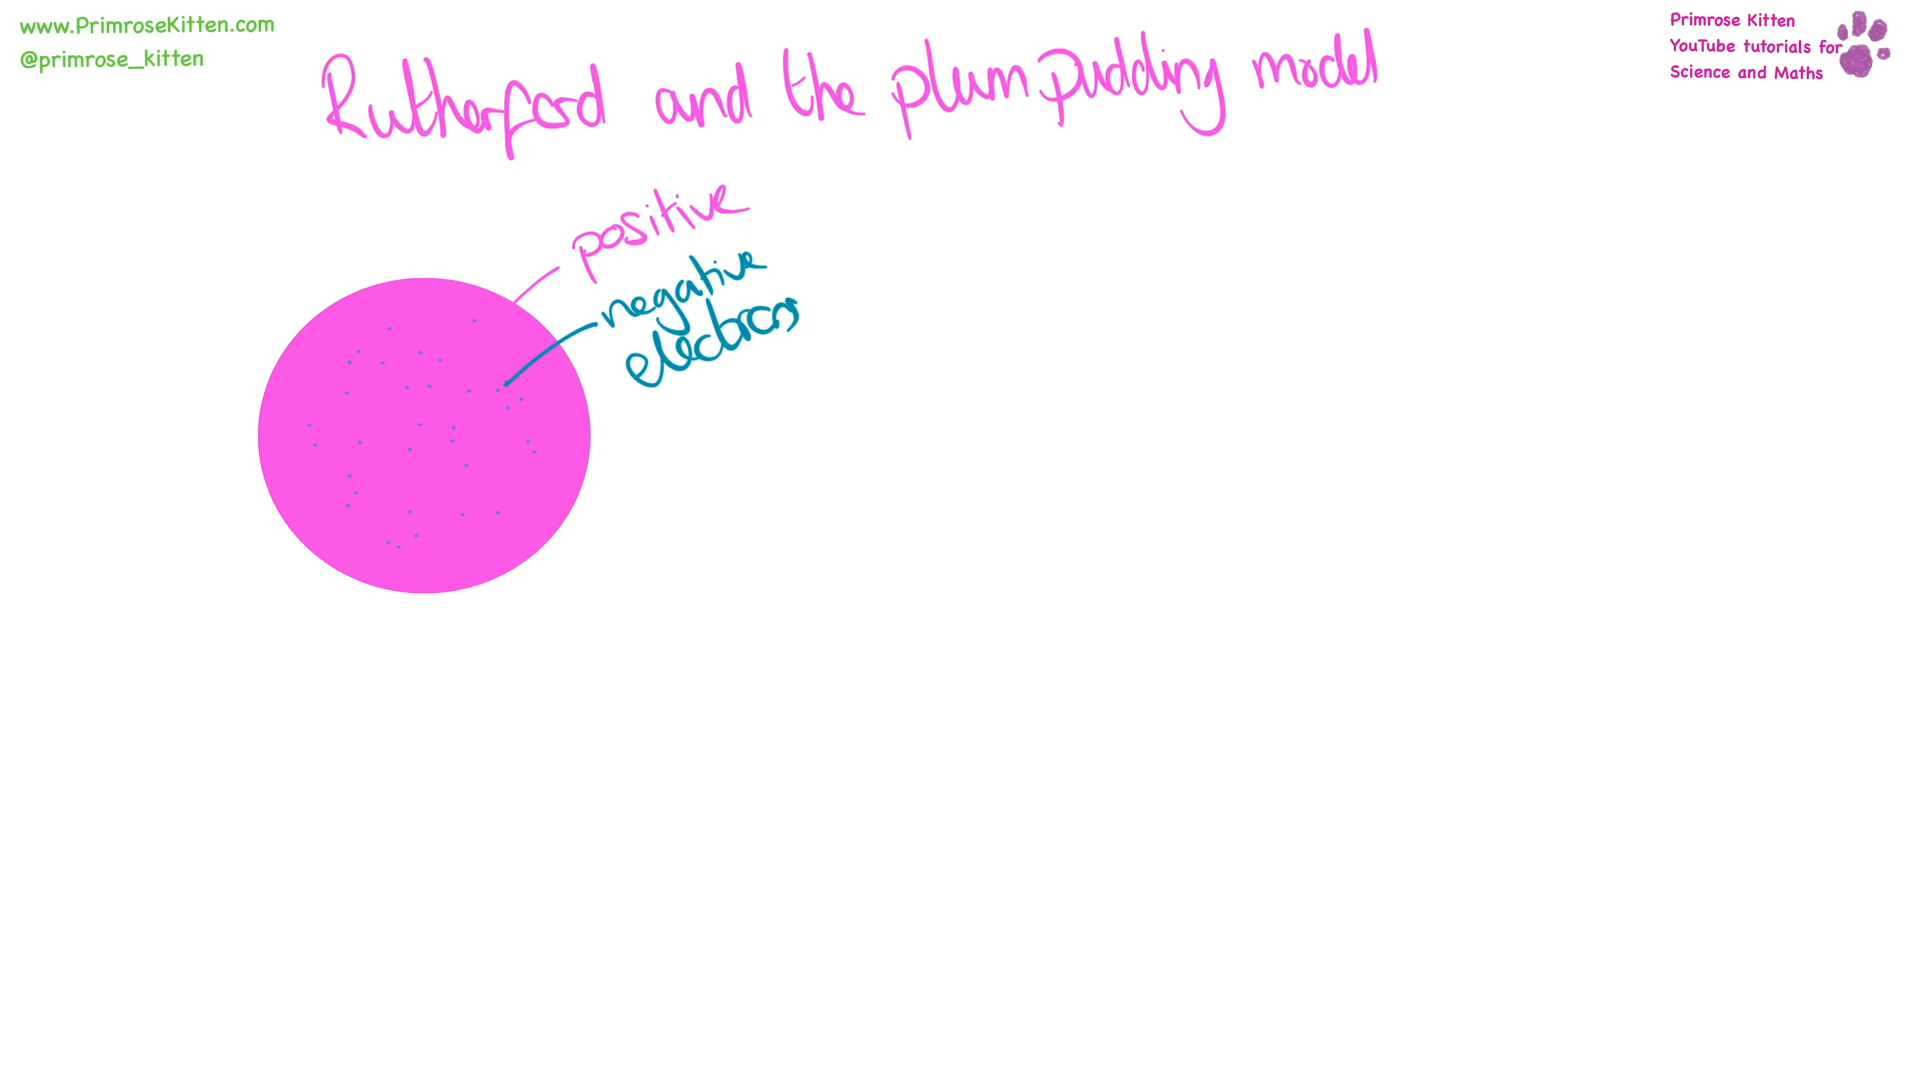 www.PrimroseKitten.com
@primrose_kitten
Primrose Kitten
YouTube tutorials for
Science and Maths
Rutherford and the plum pudding model
positive
negative
electrons